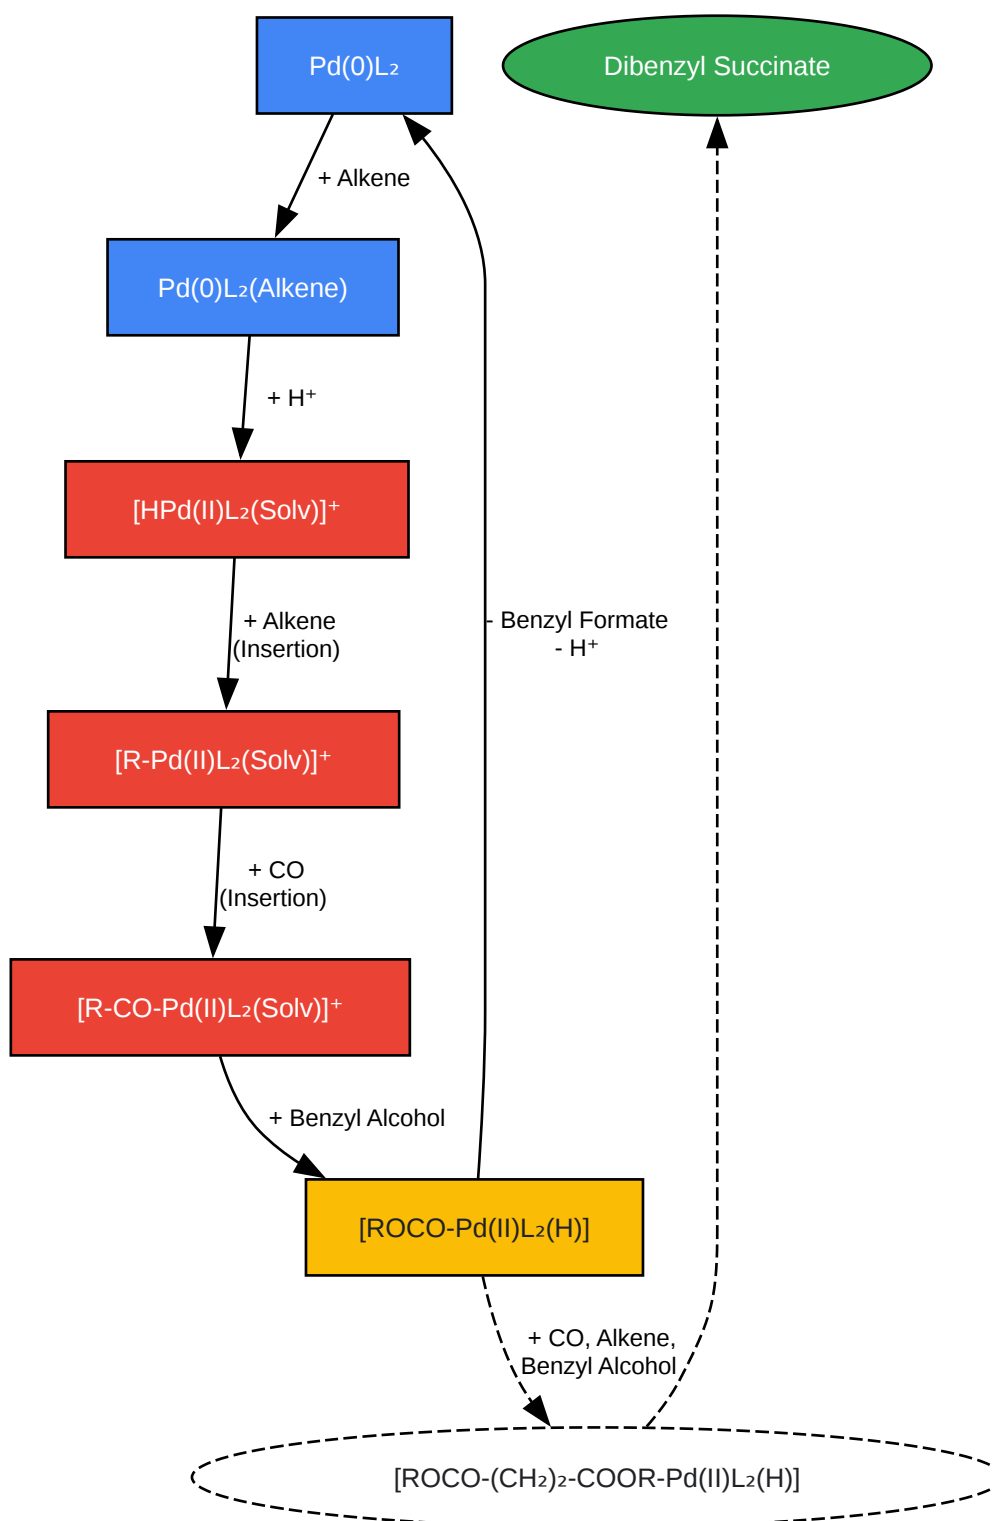 Pd(0)L₂
Dibenzyl Succinate
+ Alkene
Pd(0)L₂(Alkene)
+ H⁺
[HPd(II)L₂(Solv)]⁺
+ Alkene
(Insertion)
- Benzyl Formate
- H⁺
[R-Pd(II)L₂(Solv)]⁺
+ CO
(Insertion)
[R-CO-Pd(II)L₂(Solv)]⁺
+ Benzyl Alcohol
[ROCO-Pd(II)L₂(H)]
+ CO, Alkene,
Benzyl Alcohol
[ROCO-(CH₂)₂-COOR-Pd(II)L₂(H)]